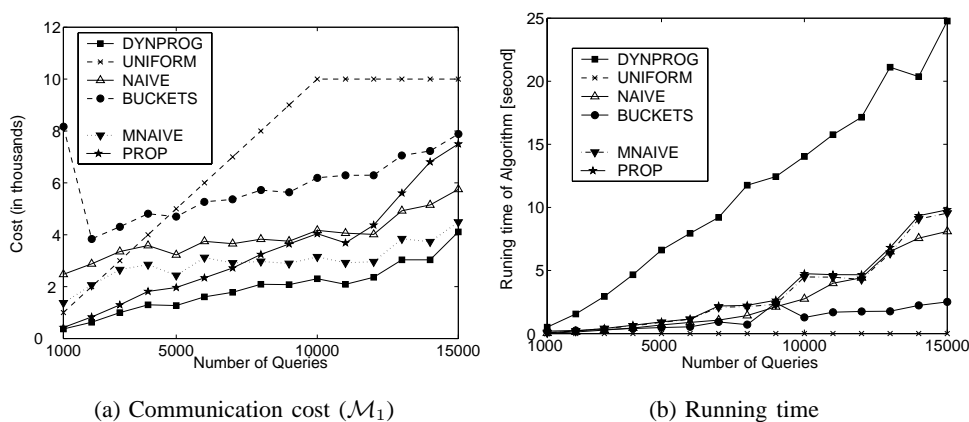 12
10
8
6
4
2
0
Cost (in thousands)
DYNPROG
UNIFORM
NAIVE
BUCKETS
MNAIVE
PROP
1000
5000
10000
15000
Number of Queries
(a) Communication cost (M₁)
25
20
15
10
5
0
Runing time of Algorithm [second]
DYNPROG
UNIFORM
NAIVE
BUCKETS
MNAIVE
PROP
1000
5000
10000
15000
Number of Queries
(b) Running time